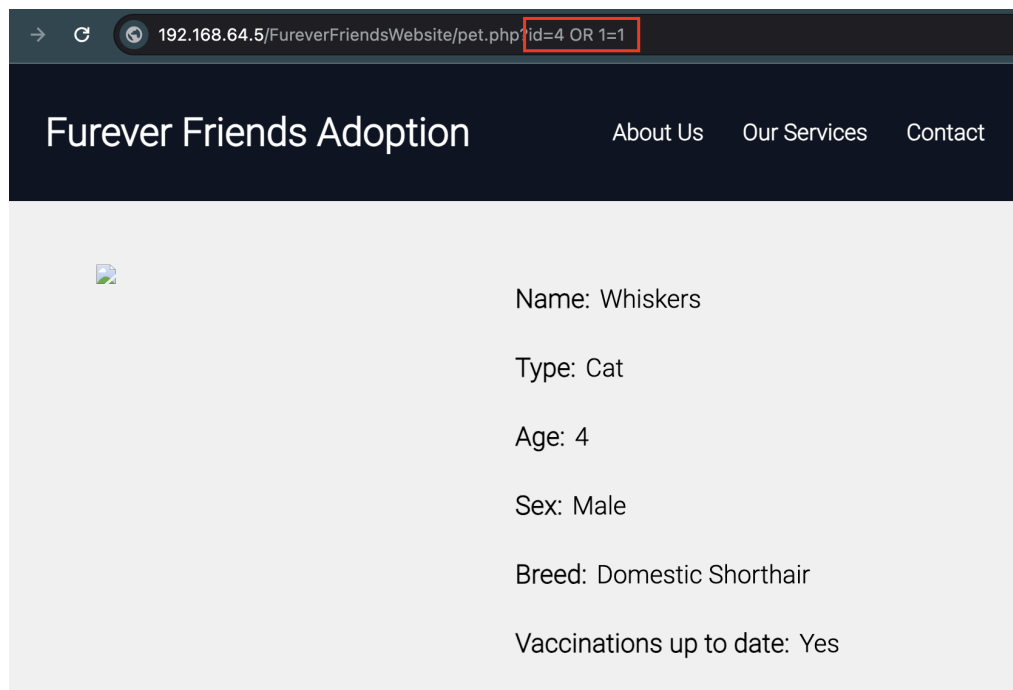 192.168.64.5/FureverFriendsWebsite/pet.php?id=4 OR 1=1
Furever Friends Adoption About Us Our Services Contact
Name: Whiskers
Type: Cat
Age: 4
Sex: Male
Breed: Domestic Shorthair
Vaccinations up to date: Yes